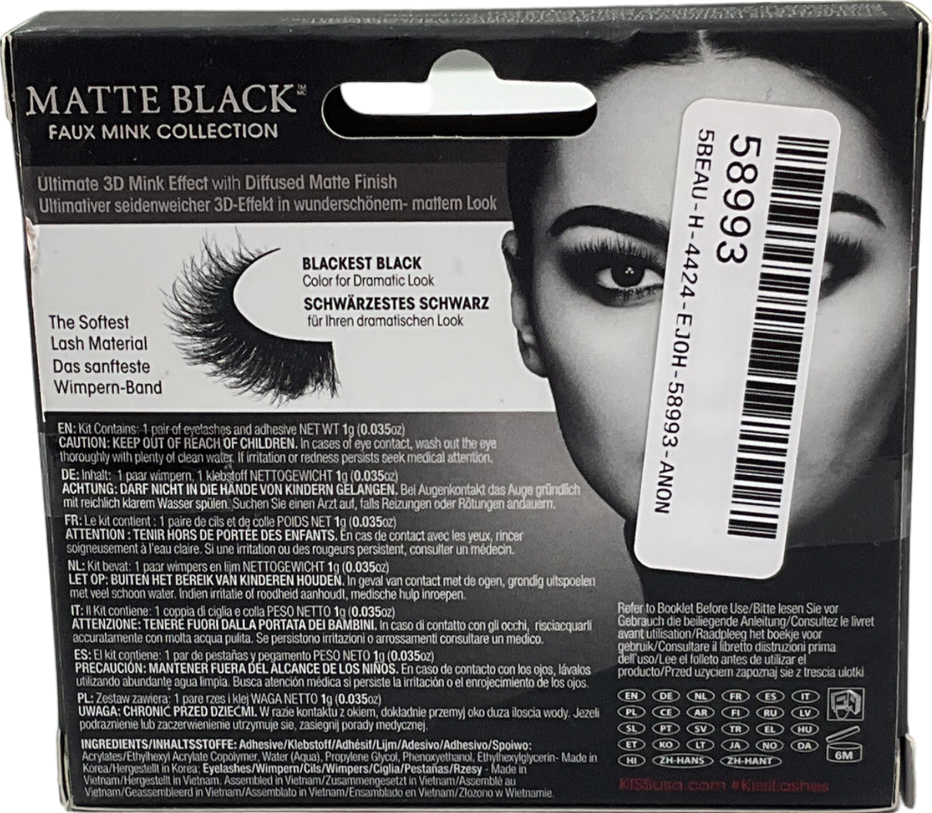 MATTE BLACK™ MC
FAUX MINK COLLECTION
Ultimate 3D Mink Effect with Diffused Matte Finish
Ultimativer seidenweicher 3D-Effekt in wunderschönem- mattem Look
BLACKEST BLACK
Color for Dramatic Look
SCHWÄRZESTES SCHWARZ
für Ihren dramatischen Look
The Softest
Lash Material
Das sanfteste
Wimpern-Band
58993
5BEAU-H-4424-EJOH-58993-ANON
EN: Kit Contains: 1 pair of eyelashes and adhesive NET WT 1g (0.035oz)
CAUTION: KEEP OUT OF REACH OF CHILDREN. In cases of eye contact, wash out the eye
thoroughly with plenty of clean water. If irritation or redness persists seek medical attention.
DE: Inhalt: 1 paar wimpern, 1 klebstoff NETTOGEWICHT 1g (0.035oz)
ACHTUNG: DARF NICHT IN DIE HÄNDE VON KINDERN GELANGEN. Bei Augenkontakt das Auge gründlich
mit reichlich klarem Wasser spülen. Suchen Sie einen Arzt auf, falls Reizungen oder Rötungen andauern.
FR: Le kit contient : 1 paire de cils et de colle POIDS NET 1g (0.035oz)
ATTENTION : TENIR HORS DE PORTÉE DES ENFANTS. En cas de contact avec les yeux, rincer
soigneusement à l'eau claire. Si une irritation ou des rougeurs persistent, consulter un médecin.
NL: Kit bevat: 1 paar wimpers en lijm NETTOGEWICHT 1g (0.035oz)
LET OP: BUITEN HET BEREIK VAN KINDEREN HOUDEN. In geval van contact met de ogen, grondig uitspoelen
met veel schoon water. Indien irritatie of roodheid aanhoudt, medische hulp inroepen.
IT: Il Kit contiene: 1 coppia di ciglia e colla PESO NETTO 1g (0.035oz)
ATTENZIONE: TENERE FUORI DALLA PORTATA DEI BAMBINI. In caso di contatto con gli occhi, risciacquarli
accuratamente con molta acqua pulita. Se persistono irritazioni o arrossamenti consultare un medico.
ES: El kit contiene: 1 par de pestañas y pegamento PESO NETO 1g (0.035oz)
PRECAUCIÓN: MANTENER FUERA DEL ALCANCE DE LOS NIÑOS. En caso de contacto con los ojos, lávalos
utilizando abundante agua limpia. Busca atención médica si persiste la irritación o el enrojecimiento de los ojos.
PL: Zestaw zawiera: 1 pare rzes i klej WAGA NETTO 1g (0.035oz)
UWAGA: CHRONIC PRZED DZIECMI. W razie kontaktu z okiem, dokladnie przemyj oko duza iloscia wody. Jezeli
podraznienie lub zaczerwienienie utrzymuje sie, zasiegnij porady medycznej.
INGREDIENTS/INHALTSSTOFFE: Adhesive/Klebstoff/Adhésif/Lijm/Adesivo/Adhesivo/Spoiwo:
Acrylates/Ethylhexyl Acrylate Copolymer, Water (Aqua), Propylene Glycol, Phenoxyethanol, Ethylhexylglycerin- Made in
Korea/Hergestellt in Korea: Eyelashes/Wimpern/Cils/Wimpers/Ciglia/Pestañas/Rzesy - Made in
Vietnam/Hergestellt in Vietnam. Assembled in Vietnam/Zusammengesetzt in Vietnam/Assemblé au
Vietnam/Geassembleerd in Vietnam/Assemblato in Vietnam/Ensamblado en Vietnam/Zlozono w Wietnamie.
Refer to Booklet Before Use/Bitte lesen Sie vor
Gebrauch die beiliegende Anleitung/Consultez le livret
avant utilisation/Raadpleeg het boekje voor
gebruik/Consultare il libretto diistruzioni prima
dell'uso/Lee el folleto antes de utilizar el
producto/Przed uzyciem zapoznaj sie z trescia ulotki
EN DE NL FR ES IT
PL CE AR FI RU LV
SL PT SV TR EL HU
ET KO LT JA NO DA
HI ZH-HANS ZH-HANT
6M
KISSusa.com #KissLashes